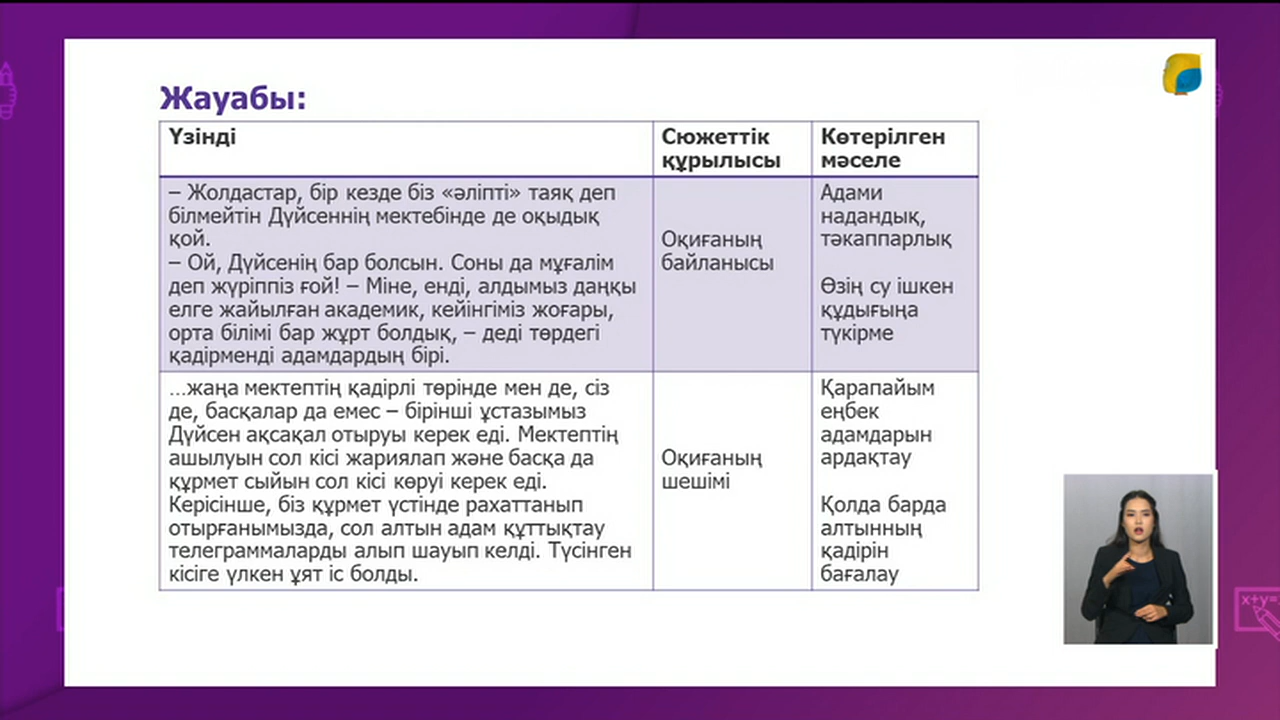 Жауабы:
Үзінді
Сюжеттік
құрылысы
Көтерілген
мәселе
– Жолдастар, бір кезде біз «әліпті» таяқ деп
білмейтін Дүйсеннің мектебінде де оқыдық
қой.
– Ой, Дүйсенің бар болсын. Соны да мұғалім
деп жүріппіз ғой! – Міне, енді, алдымыз даңқы
елге жайылған академик, кейінгіміз жоғары,
орта білімі бар жұрт болдық, – деді төрдегі
қадірменді адамдардың бірі.
Оқиғаның
байланысы
Адами
надандық,
тәкаппарлық
Өзің су ішкен
құдығыңа
түкірме
...жаңа мектептің қадірлі төрінде мен де, сіз
де, басқалар да емес – бірінші ұстазымыз
Дүйсен ақсақал отыруы керек еді. Мектептің
ашылуын сол кісі жариялап және басқа да
құрмет сыйын сол кісі көруі керек еді.
Керісінше, біз құрмет үстінде рахаттанып
отырғанымызда, сол алтын адам құттықтау
телеграммаларды алып шауып келді. Түсінген
кісіге үлкен ұят іс болды.
Оқиғаның
шешімі
Қарапайым
еңбек
адамдарын
ардақтау
Қолда барда
алтынның
қадірін
бағалау
x+y=